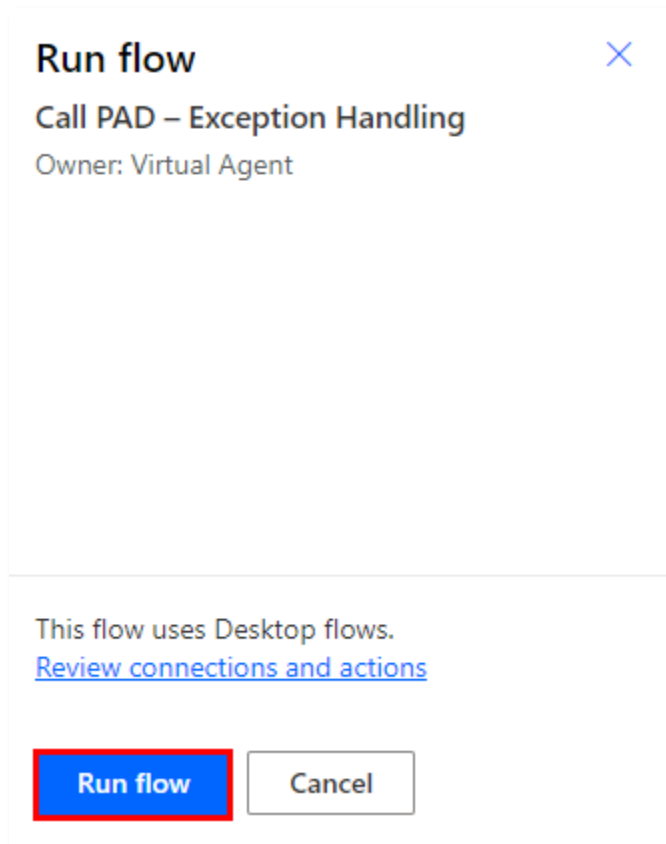 Run flow
Call PAD – Exception Handling
Owner: Virtual Agent
This flow uses Desktop flows.
Review connections and actions
Run flow
Cancel